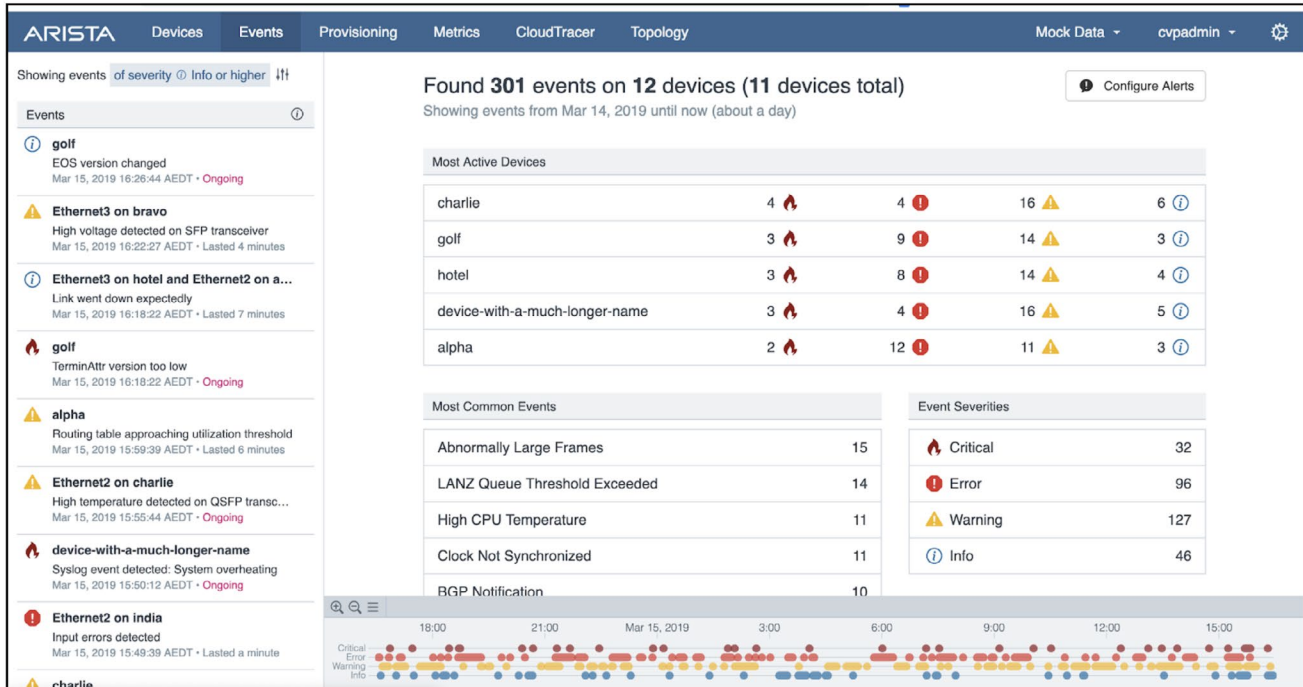 ARISTA Devices Events Provisioning Metrics CloudTracer Topology Mock Data cvpadmin
Showing events of severity Info or higher
Events
golf
EOS version changed
Mar 15, 2019 16:26:44 AEDT • Ongoing
Ethernet3 on bravo
High voltage detected on SFP transceiver
Mar 15, 2019 16:22:27 AEDT • Lasted 4 minutes
Ethernet3 on hotel and Ethernet2 on a...
Link went down expectedly
Mar 15, 2019 16:18:22 AEDT • Lasted 7 minutes
golf
TerminAttr version too low
Mar 15, 2019 16:18:22 AEDT • Ongoing
alpha
Routing table approaching utilization threshold
Mar 15, 2019 15:59:39 AEDT • Lasted 6 minutes
Ethernet2 on charlie
High temperature detected on QSFP transc...
Mar 15, 2019 15:55:44 AEDT • Ongoing
device-with-a-much-longer-name
Syslog event detected: System overheating
Mar 15, 2019 15:50:12 AEDT • Ongoing
Ethernet2 on india
Input errors detected
Mar 15, 2019 15:49:39 AEDT • Lasted a minute
charlie
Found 301 events on 12 devices (11 devices total)
Showing events from Mar 14, 2019 until now (about a day)
Configure Alerts
Most Active Devices
charlie 4 4 16 6
golf 3 9 14 3
hotel 3 8 14 4
device-with-a-much-longer-name 3 4 16 5
alpha 2 12 11 3
Most Common Events
Abnormally Large Frames 15
LANZ Queue Threshold Exceeded 14
High CPU Temperature 11
Clock Not Synchronized 11
BGP Notification 10
Event Severities
Critical 32
Error 96
Warning 127
Info 46
18:00 21:00 Mar 15, 2019 3:00 6:00 9:00 12:00 15:00
Critical
Error
Warning
Info